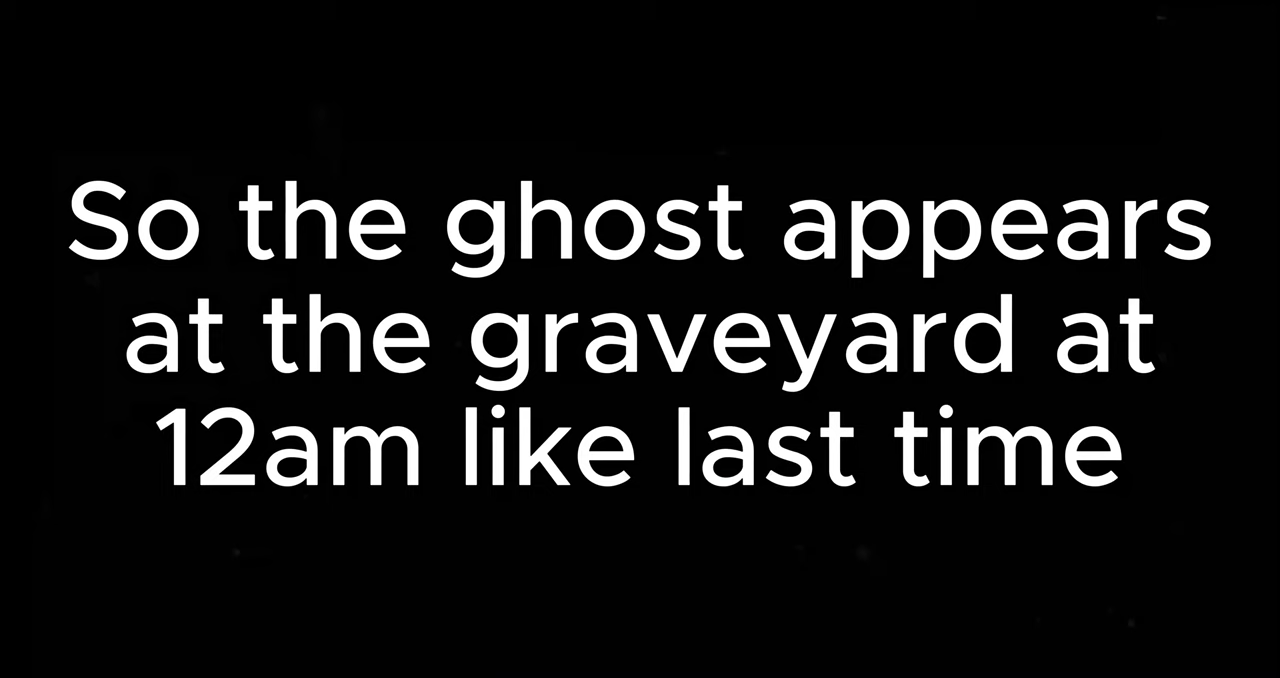 So the ghost appears
at the graveyard at
12am like last time